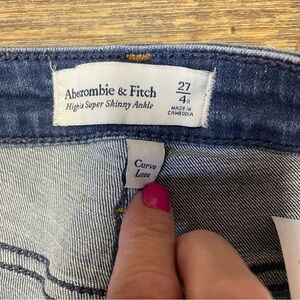 Abercrombie & Fitch
High Rise Super Skinny Ankle
27
4R
MADE IN
CAMBODIA
Curve
Love